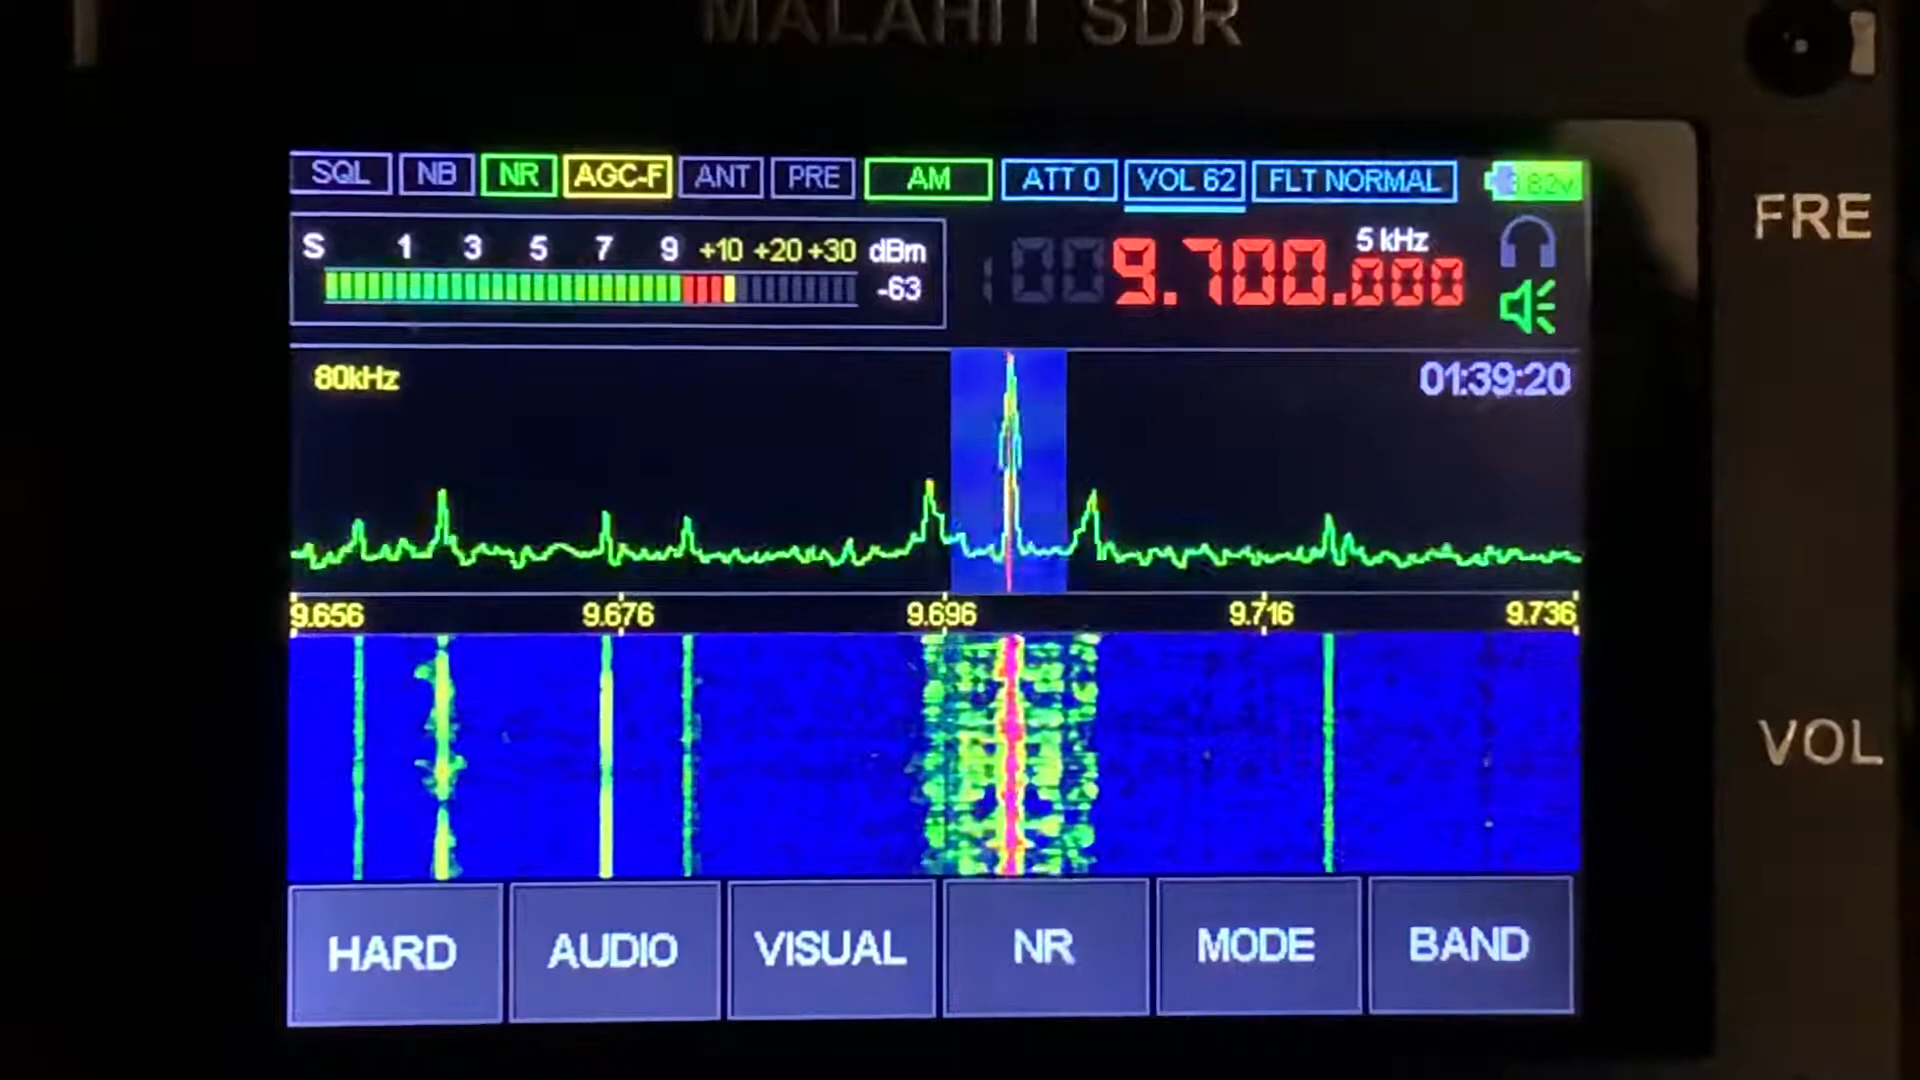 MALAHIT SDR
SQL NB NR AGC-F ANT PRE AM ATT 0 VOL 62 FLT NORMAL 3.82v
S 1 3 5 7 9 +10 +20 +30 dBm
-63
5 kHz
9.700.000
80kHz
01:39:20
9.656 9.676 9.696 9.716 9.736
HARD AUDIO VISUAL NR MODE BAND
FRE
VOL